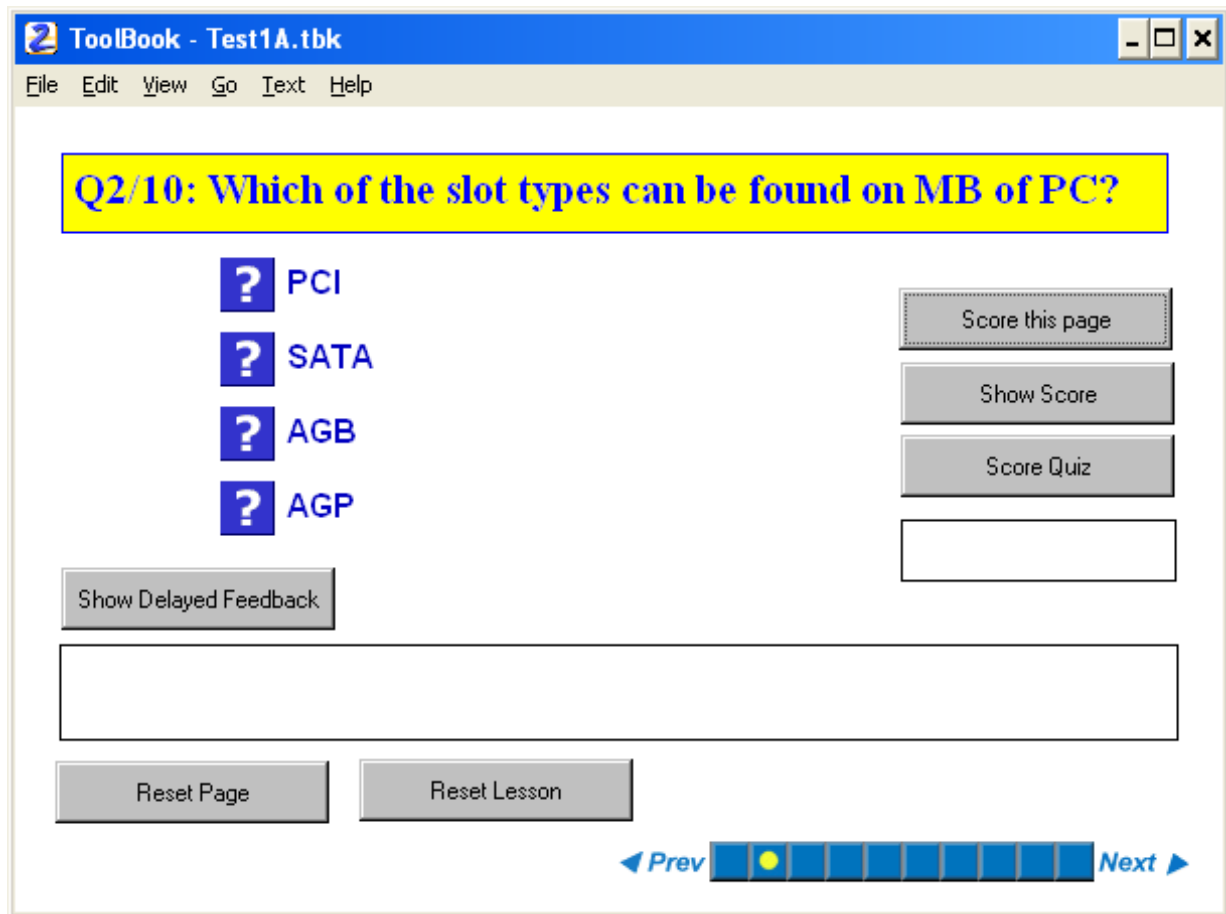 ToolBook - Test1A.tbk
File Edit View Go Text Help
Q2/10: Which of the slot types can be found on MB of PC?
? PCI
? SATA
? AGB
? AGP
Score this page
Show Score
Score Quiz
Show Delayed Feedback
Reset Page Reset Lesson
Prev Next